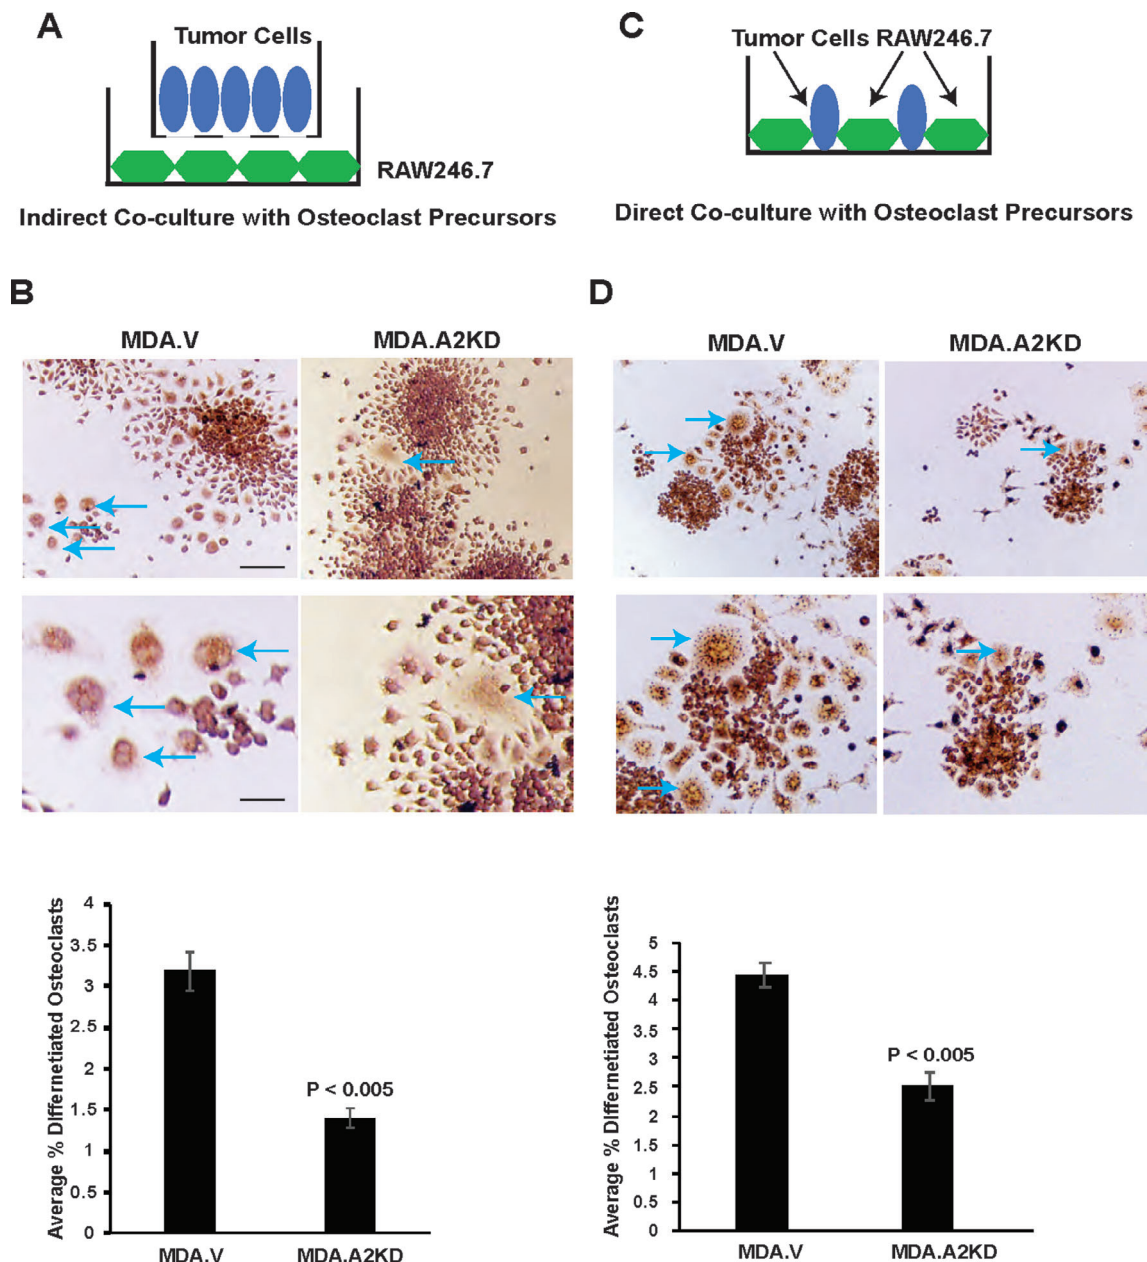 A
Tumor Cells
RAW246.7
Indirect Co-culture with Osteoclast Precursors
C
Tumor Cells RAW246.7
Direct Co-culture with Osteoclast Precursors
B
MDA.V
MDA.A2KD
D
MDA.V
MDA.A2KD
Average % DIffernetiated Osteoclasts
4
3.5
3
2.5
2
1.5
1
0.5
0
P < 0.005
MDA.V
MDA.A2KD
Average % DIffernetiated Osteoclasts
5
4.5
4
3.5
3
2.5
2
1.5
1
0.5
0
P < 0.005
MDA.V
MDA.A2KD